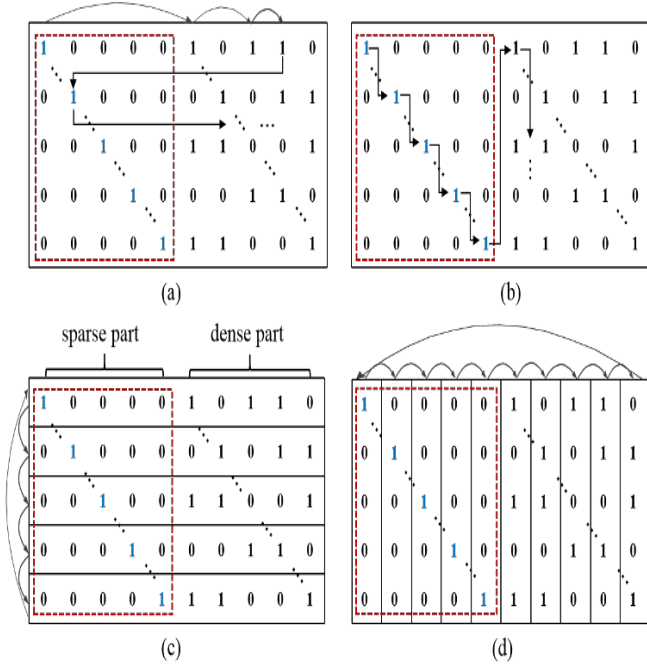 1 0 0 0 0 1 0 1 1 0
0 1 0 0 0 0 1 0 1 1
0 0 1 0 0 1 1 0 0 1
0 0 0 1 0 0 0 1 1 0
0 0 0 0 1 1 1 0 0 1
(a)
1 0 0 0 0 1 0 1 1 0
0 1 0 0 0 0 1 0 1 1
0 0 1 0 0 1 1 0 0 1
0 0 0 1 0 0 0 1 1 0
0 0 0 0 1 1 1 0 0 1
(b)
sparse part dense part
1 0 0 0 0 1 0 1 1 0
0 1 0 0 0 0 1 0 1 1
0 0 1 0 0 1 1 0 0 1
0 0 0 1 0 0 0 1 1 0
0 0 0 0 1 1 1 0 0 1
(c)
1 0 0 0 0 1 0 1 1 0
0 1 0 0 0 0 1 0 1 1
0 0 1 0 0 1 1 0 0 1
0 0 0 1 0 0 0 1 1 0
0 0 0 0 1 1 1 0 0 1
(d)